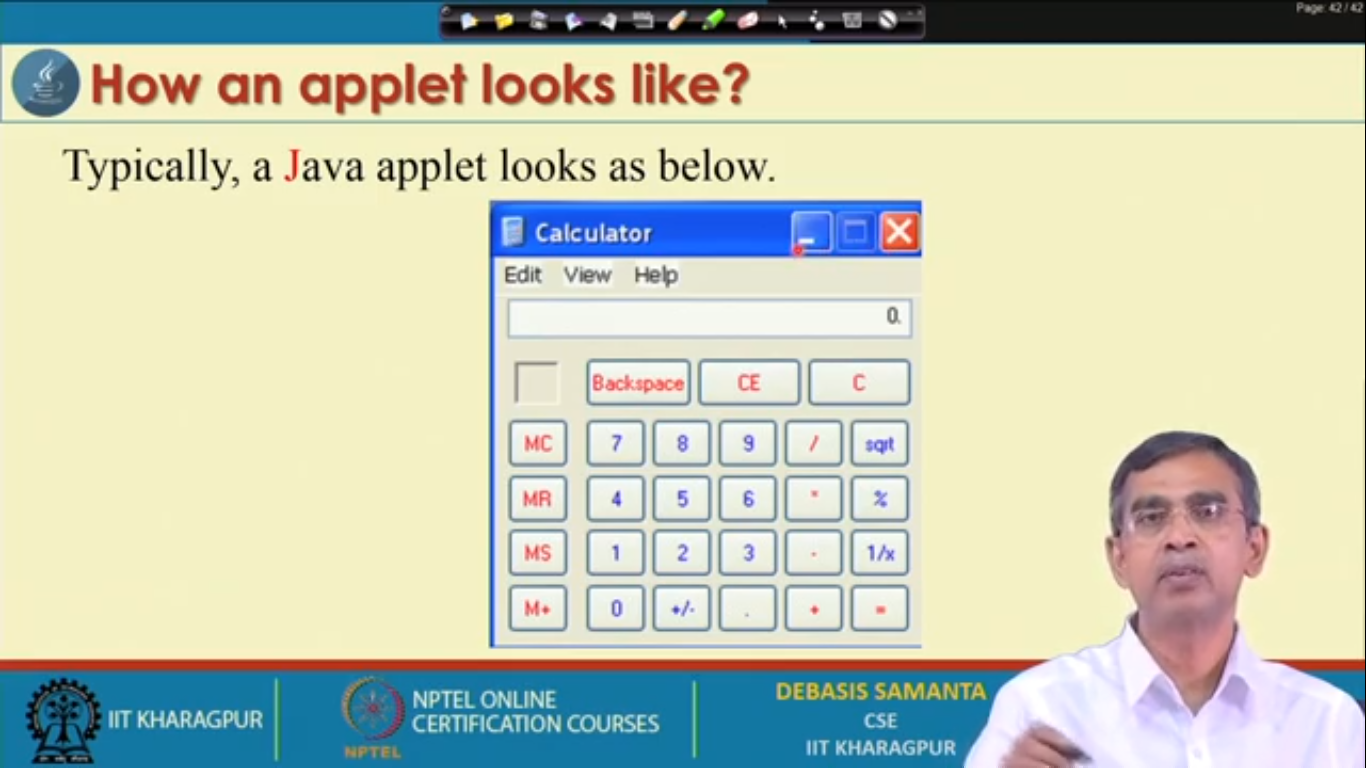 Page: 42 / 42
How an applet looks like?
Typically, a Java applet looks as below.
Calculator
Edit View Help
0.
Backspace CE C
MC 7 8 9 / sqrt
MR 4 5 6 * %
MS 1 2 3 - 1/x
M+ 0 +/- . + =
IIT KHARAGPUR
NPTEL
NPTEL ONLINE
CERTIFICATION COURSES
DEBASIS SAMANTA
CSE
IIT KHARAGPUR